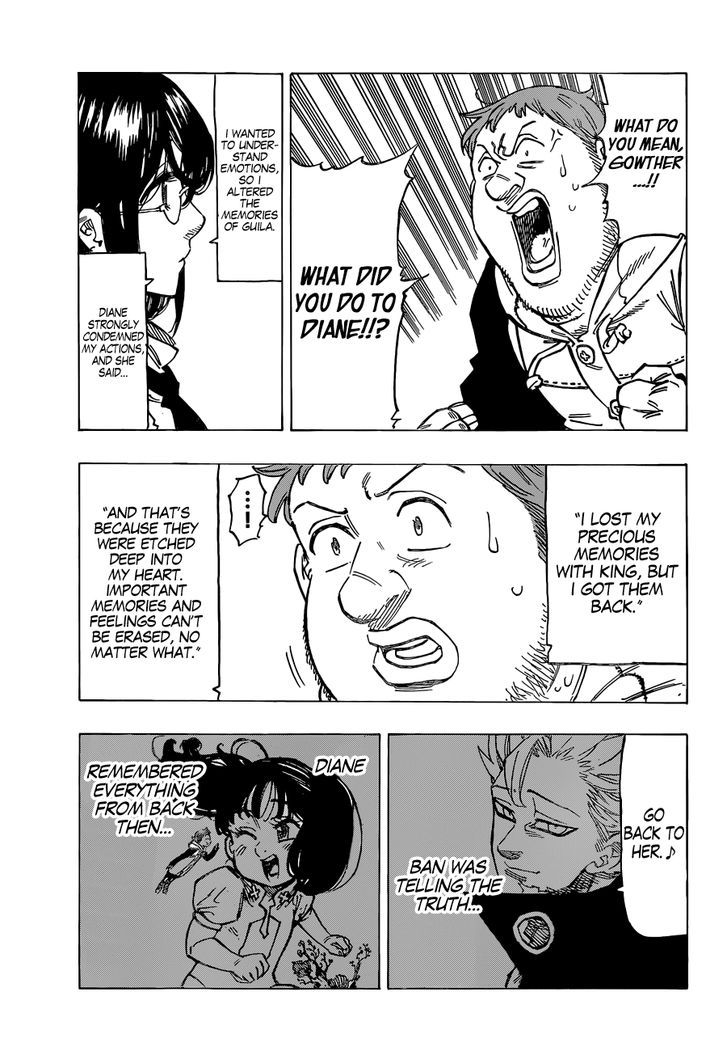 WHAT DO
YOU MEAN,
GOWTHER
...!!
WHAT DID
YOU DO TO
DIANE!!?
I WANTED
TO UNDER-
STAND
EMOTIONS,
SO I
ALTERED
THE
MEMORIES
OF GUILA.
DIANE
STRONGLY
CONDEMNED
MY ACTIONS,
AND SHE
SAID...
"I LOST MY
PRECIOUS
MEMORIES
WITH KING, BUT
I GOT THEM
BACK."
...!
"AND THAT'S
BECAUSE THEY
WERE ETCHED
DEEP INTO
MY HEART.
IMPORTANT
MEMORIES AND
FEELINGS CAN'T
BE ERASED, NO
MATTER WHAT."
GO
BACK TO
HER.♪
BAN WAS
TELLING THE
TRUTH...
DIANE
REMEMBERED
EVERYTHING
FROM BACK
THEN...